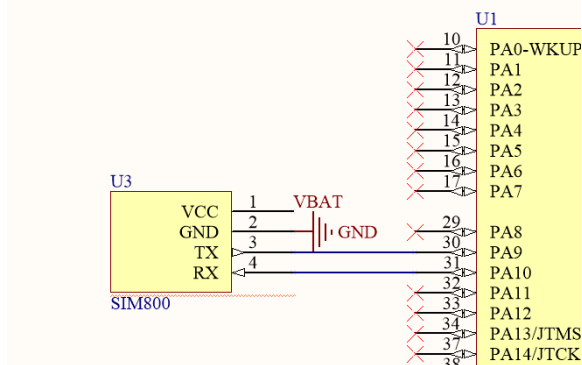 U1
10 PA0-WKUP
11 PA1
12 PA2
13 PA3
14 PA4
15 PA5
16 PA6
17 PA7
29 PA8
30 PA9
31 PA10
32 PA11
33 PA12
34 PA13/JTMS
37 PA14/JTCK
38
U3
VCC 1 VBAT
GND 2 GND
TX 3
RX 4
SIM800